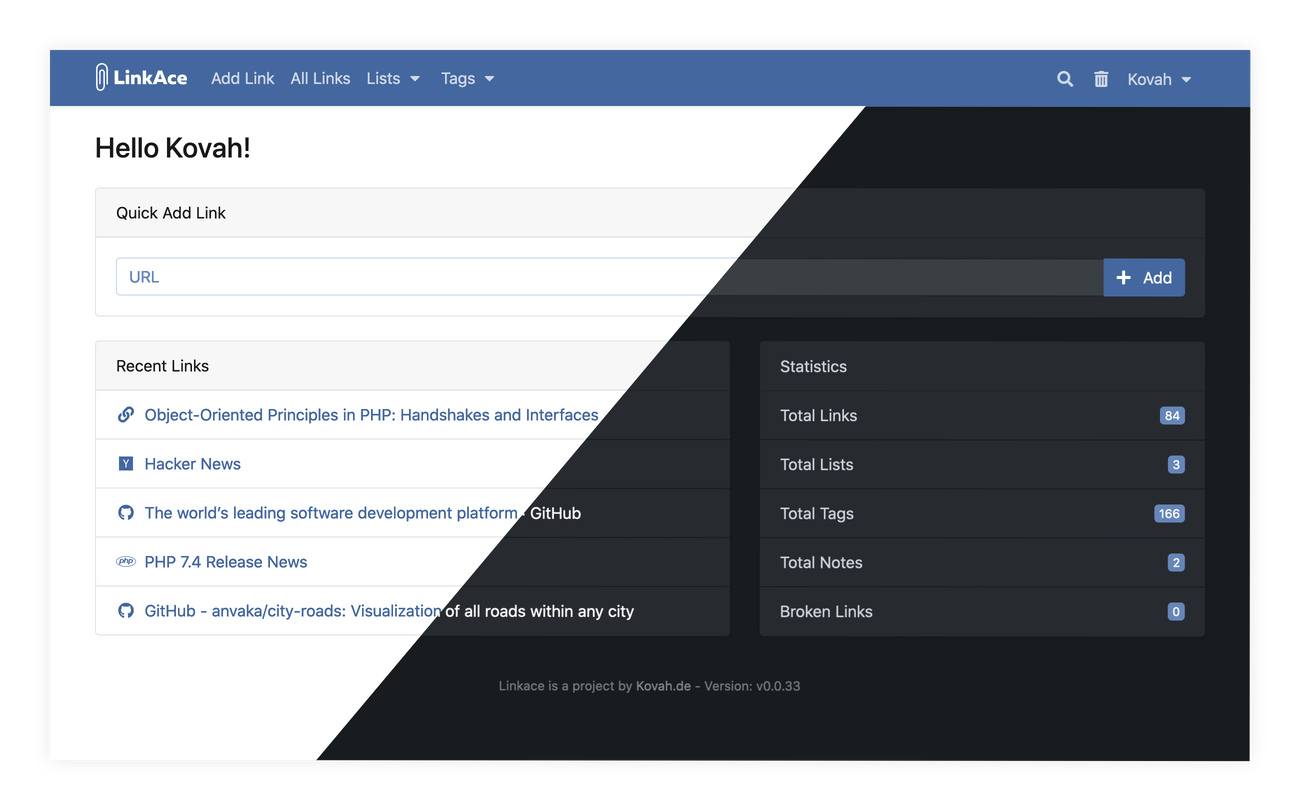 LinkAce Add Link All Links Lists Tags Kovah
Hello Kovah!
Quick Add Link
URL
Add
Recent Links
Object-Oriented Principles in PHP: Handshakes and Interfaces
Y Hacker News
The world's leading software development platform · GitHub
php PHP 7.4 Release News
GitHub - anvaka/city-roads: Visualization of all roads within any city
Statistics
Total Links 84
Total Lists 3
Total Tags 166
Total Notes 2
Broken Links 0
Linkace is a project by Kovah.de - Version: v0.0.33